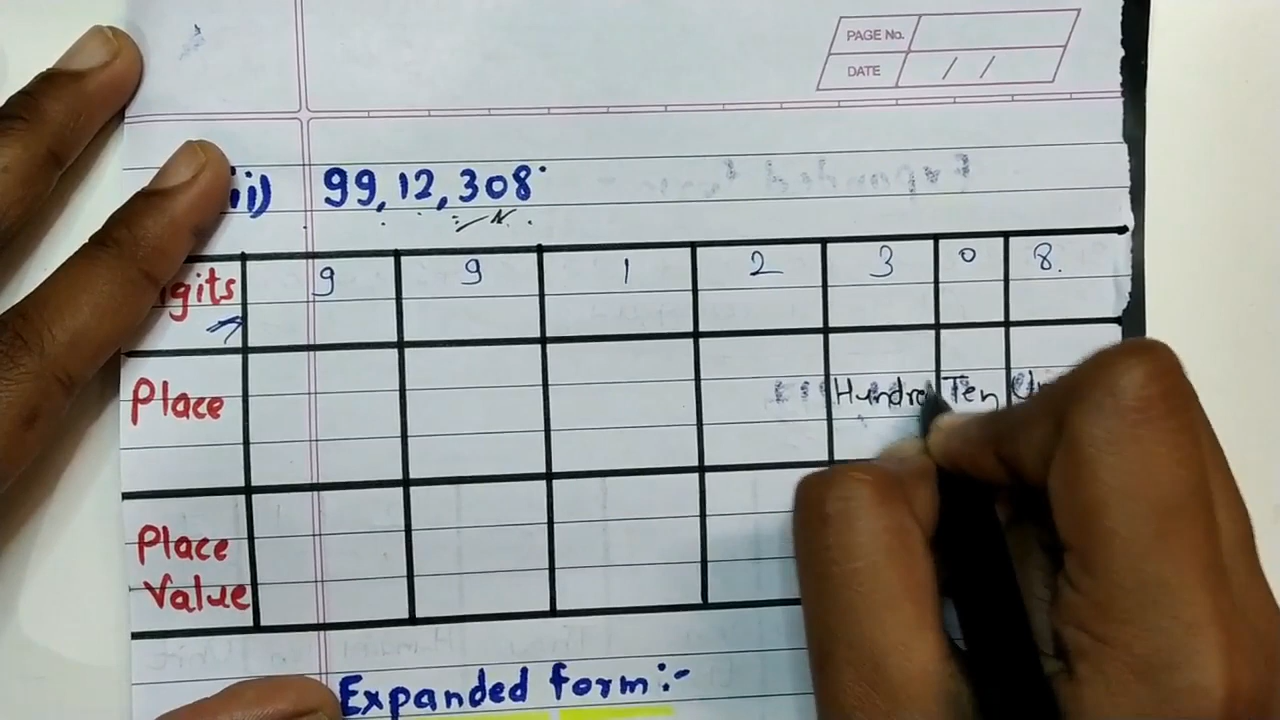 PAGE No.
DATE / /
ii) 99,12,308
igits 9 9 1 2 3 0 8
Place Hundre Ten
Place
Value
Expanded form:-